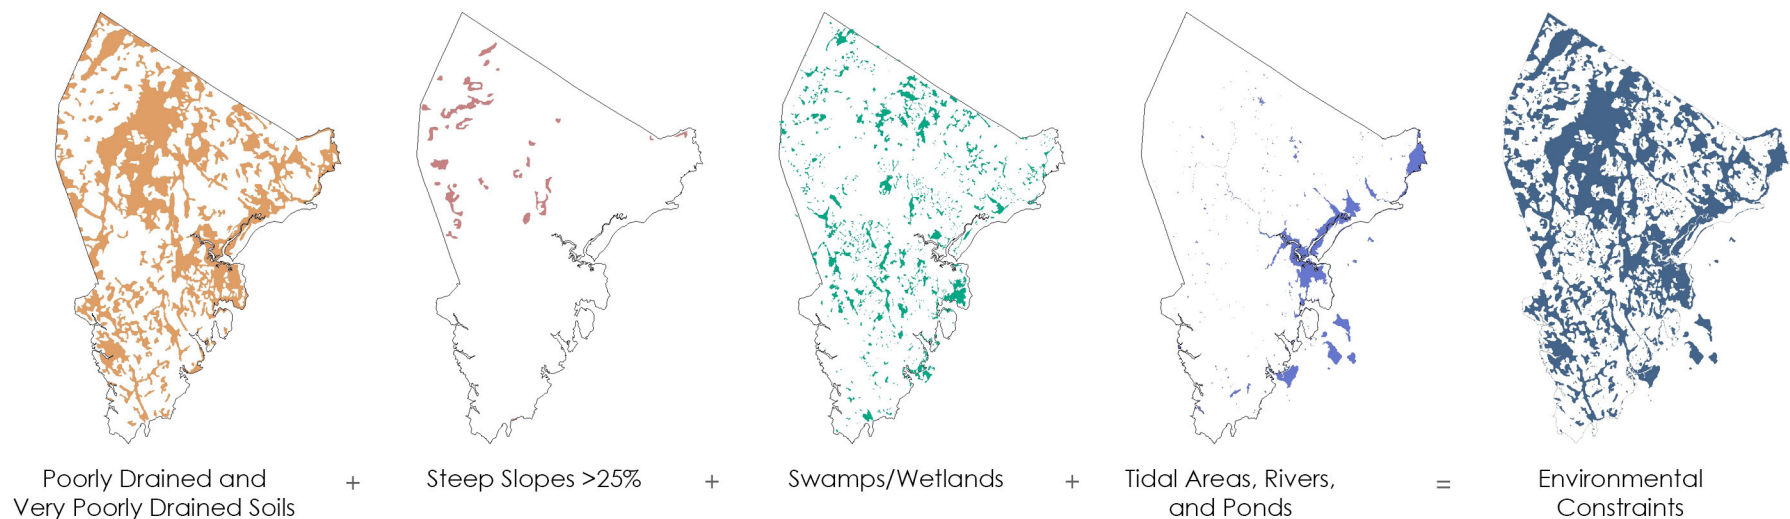 Poorly Drained and
Very Poorly Drained Soils
+
Steep Slopes >25%
+
Swamps/Wetlands
+
Tidal Areas, Rivers,
and Ponds
=
Environmental
Constraints